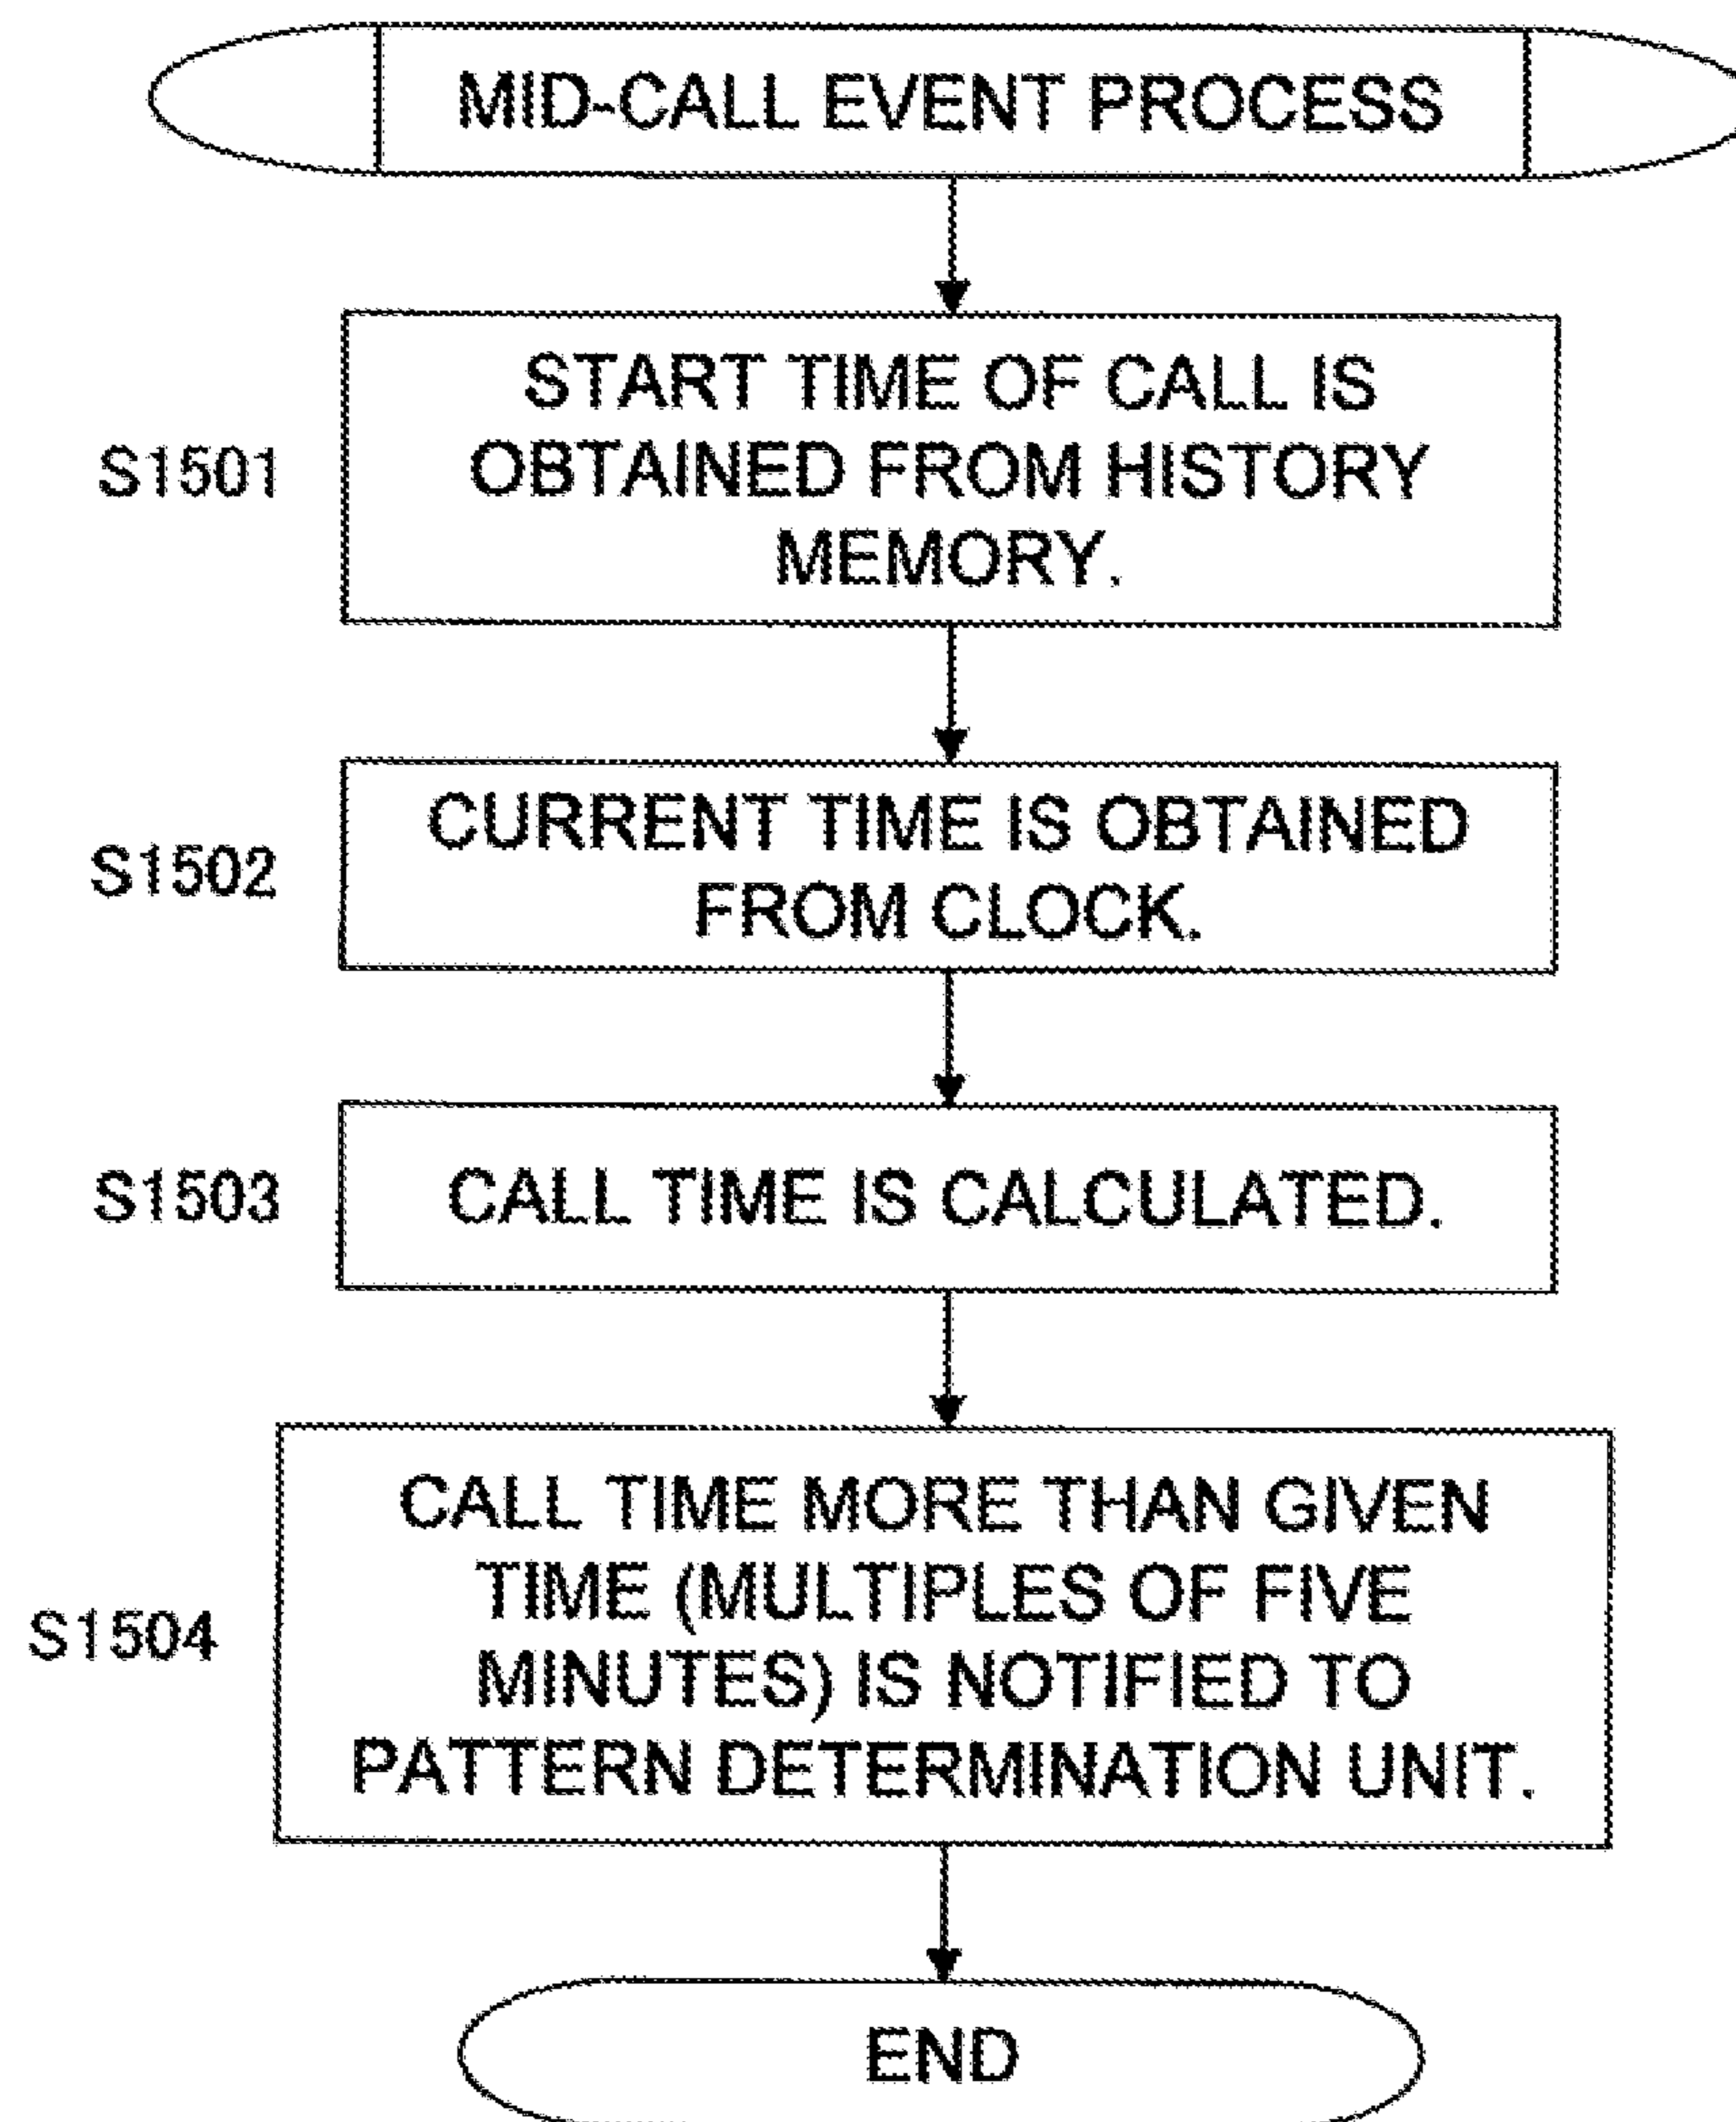 MID-CALL EVENT PROCESS
S1501
START TIME OF CALL IS
OBTAINED FROM HISTORY
MEMORY.
S1502
CURRENT TIME IS OBTAINED
FROM CLOCK.
S1503
CALL TIME IS CALCULATED.
S1504
CALL TIME MORE THAN GIVEN
TIME (MULTIPLES OF FIVE
MINUTES) IS NOTIFIED TO
PATTERN DETERMINATION UNIT.
END